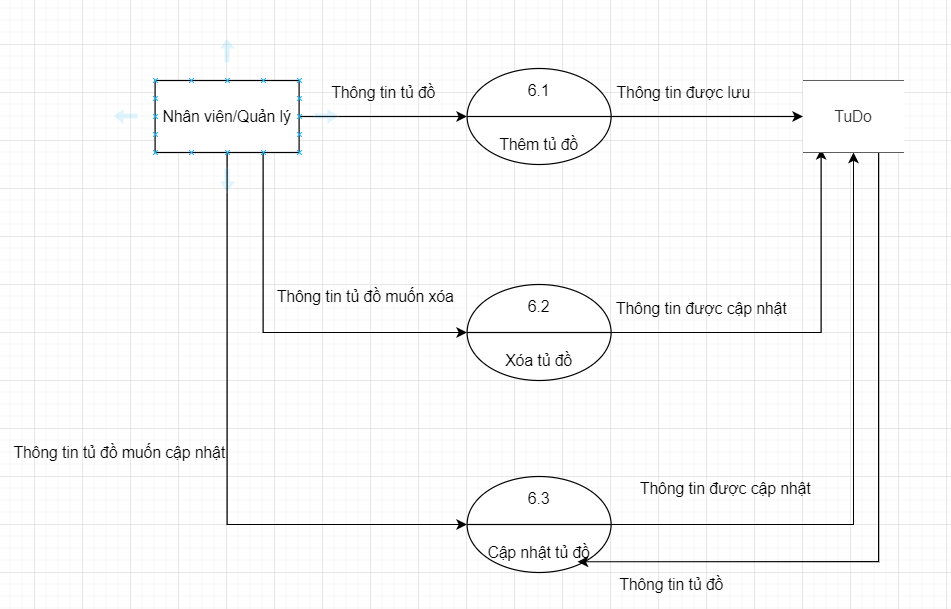 Nhân viên/Quản lý
Thông tin tủ đồ
6.1
Thêm tủ đồ
Thông tin được lưu
TuDo
Thông tin tủ đồ muốn xóa
6.2
Xóa tủ đồ
Thông tin được cập nhật
Thông tin tủ đồ muốn cập nhật
6.3
Cập nhật tủ đồ
Thông tin được cập nhật
Thông tin tủ đồ